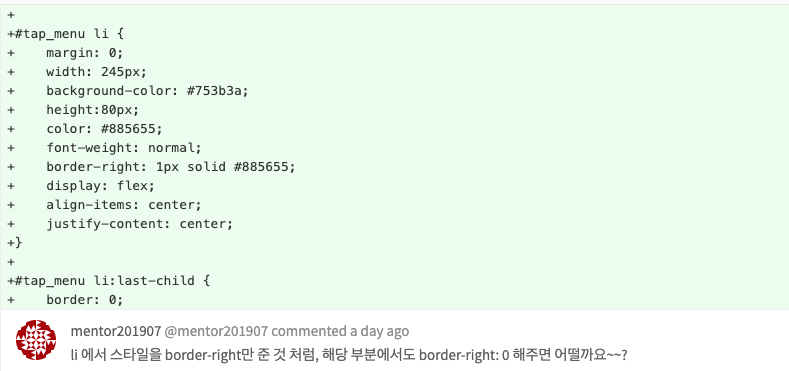 +
+#tap_menu li {
+    margin: 0;
+    width: 245px;
+    background-color: #753b3a;
+    height:80px;
+    color: #885655;
+    font-weight: normal;
+    border-right: 1px solid #885655;
+    display: flex;
+    align-items: center;
+    justify-content: center;
+}
+
+#tap_menu li:last-child {
+    border: 0;
mentor201907 @mentor201907 commented a day ago
li 에서 스타일을 border-right만 준 것 처럼, 해당 부분에서도 border-right: 0 해주면 어떨까요~~?